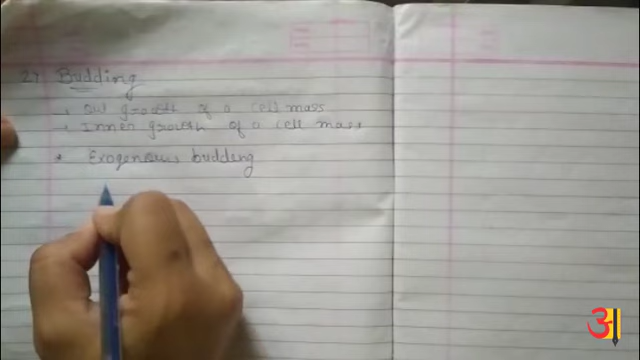 2) Budding
, Out growth of a cell mass
, Inner growth of a cell mass
* Exogenous budding